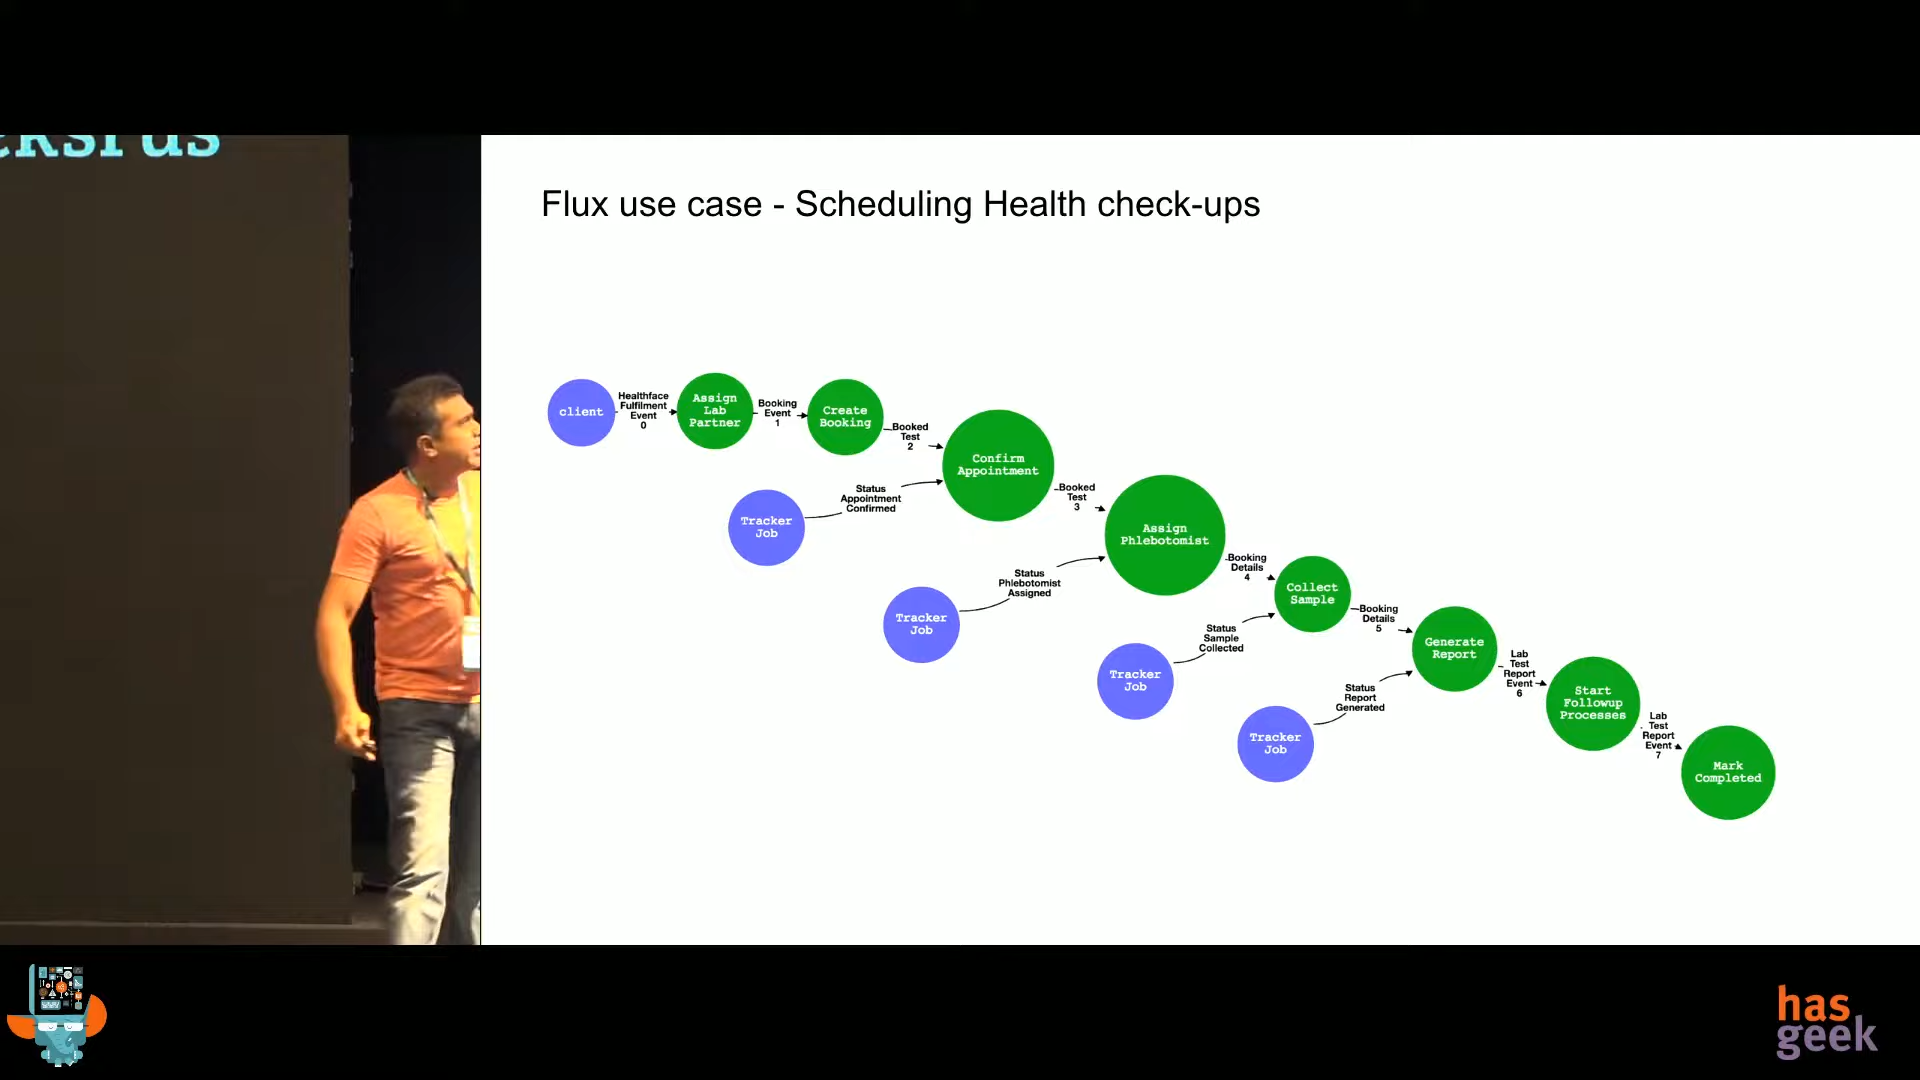 Flux use case - Scheduling Health check-ups
client
Healthface
Fulfilment
Event
0
Assign
Lab
Partner
Booking
Event
1
Create
Booking
Booked
Test
2
Confirm
Appointment
Tracker
Job
Status
Appointment
Confirmed
Booked
Test
3
Assign
Phlebotomist
Tracker
Job
Status
Phlebotomist
Assigned
Booking
Details
4
Collect
Sample
Tracker
Job
Status
Sample
Collected
Booking
Details
5
Generate
Report
Tracker
Job
Status
Report
Generated
Lab
Test
Report
Event
6
Start
Followup
Processes
Lab
Test
Report
Event
7
Mark
Completed
has
geek